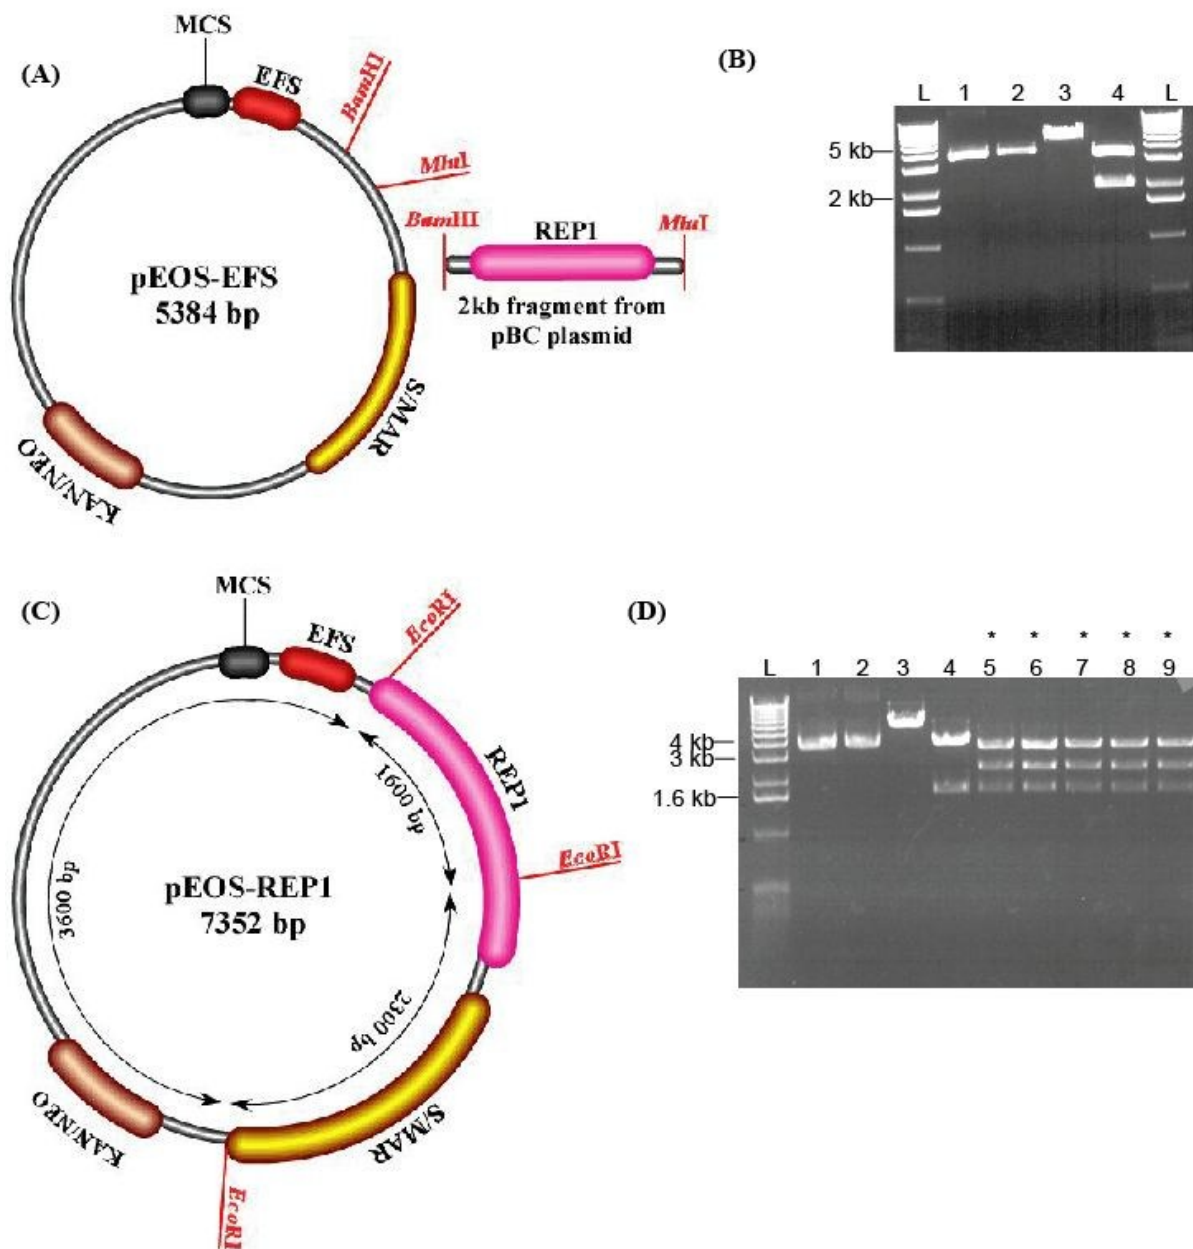 (A)
MCS
EFS
BamHI
MluI
pEOS-EFS
5384 bp
S/MAR
KAN/NEO
BamHI
REP1
MluI
2kb fragment from
pBC plasmid
(B)
L 1 2 3 4 L
5 kb
2 kb
(C)
MCS
EFS
EcoRI
REP1
1600 bp
EcoRI
3600 bp
pEOS-REP1
7352 bp
2300 bp
S/MAR
KAN/NEO
EcoRI
(D)
* * * * *
L 1 2 3 4 5 6 7 8 9
4 kb
3 kb
1.6 kb